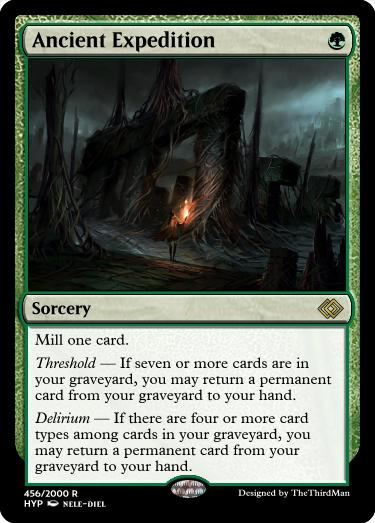 Ancient Expedition
Sorcery
Mill one card.
Threshold — If seven or more cards are in
your graveyard, you may return a permanent
card from your graveyard to your hand.
Delirium — If there are four or more card
types among cards in your graveyard, you
may return a permanent card from your
graveyard to your hand.
456/2000 R
HYP NELE-DIEL
Designed by TheThirdMan